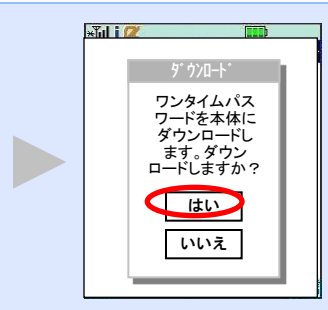 ﾀﾞｳﾝﾛｰﾄﾞ
ワンタイムパス
ワードを本体に
ダウンロードし
ます。ダウン
ロードしますか？
はい
いいえ